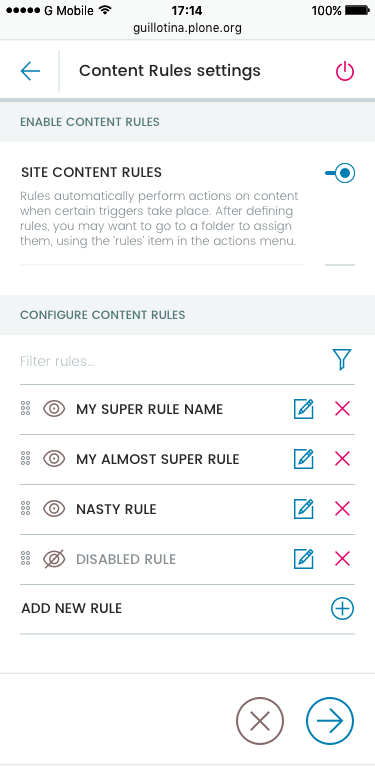 G Mobile 17:14 100%
guillotina.plone.org
Content Rules settings
ENABLE CONTENT RULES
SITE CONTENT RULES
Rules automatically perform actions on content
when certain triggers take place. After defining
rules, you may want to go to a folder to assign
them, using the 'rules' item in the actions menu.
CONFIGURE CONTENT RULES
Filter rules...
MY SUPER RULE NAME
MY ALMOST SUPER RULE
NASTY RULE
DISABLED RULE
ADD NEW RULE